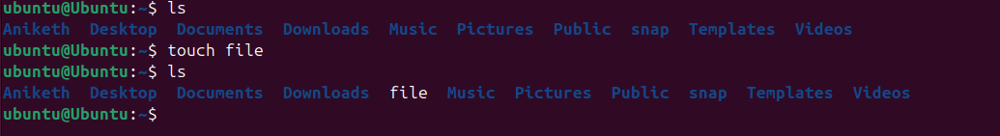 ubuntu@Ubuntu:~$ ls
Aniketh  Desktop  Documents  Downloads  Music  Pictures  Public  snap  Templates  Videos
ubuntu@Ubuntu:~$ touch file
ubuntu@Ubuntu:~$ ls
Aniketh  Desktop  Documents  Downloads  file  Music  Pictures  Public  snap  Templates  Videos
ubuntu@Ubuntu:~$